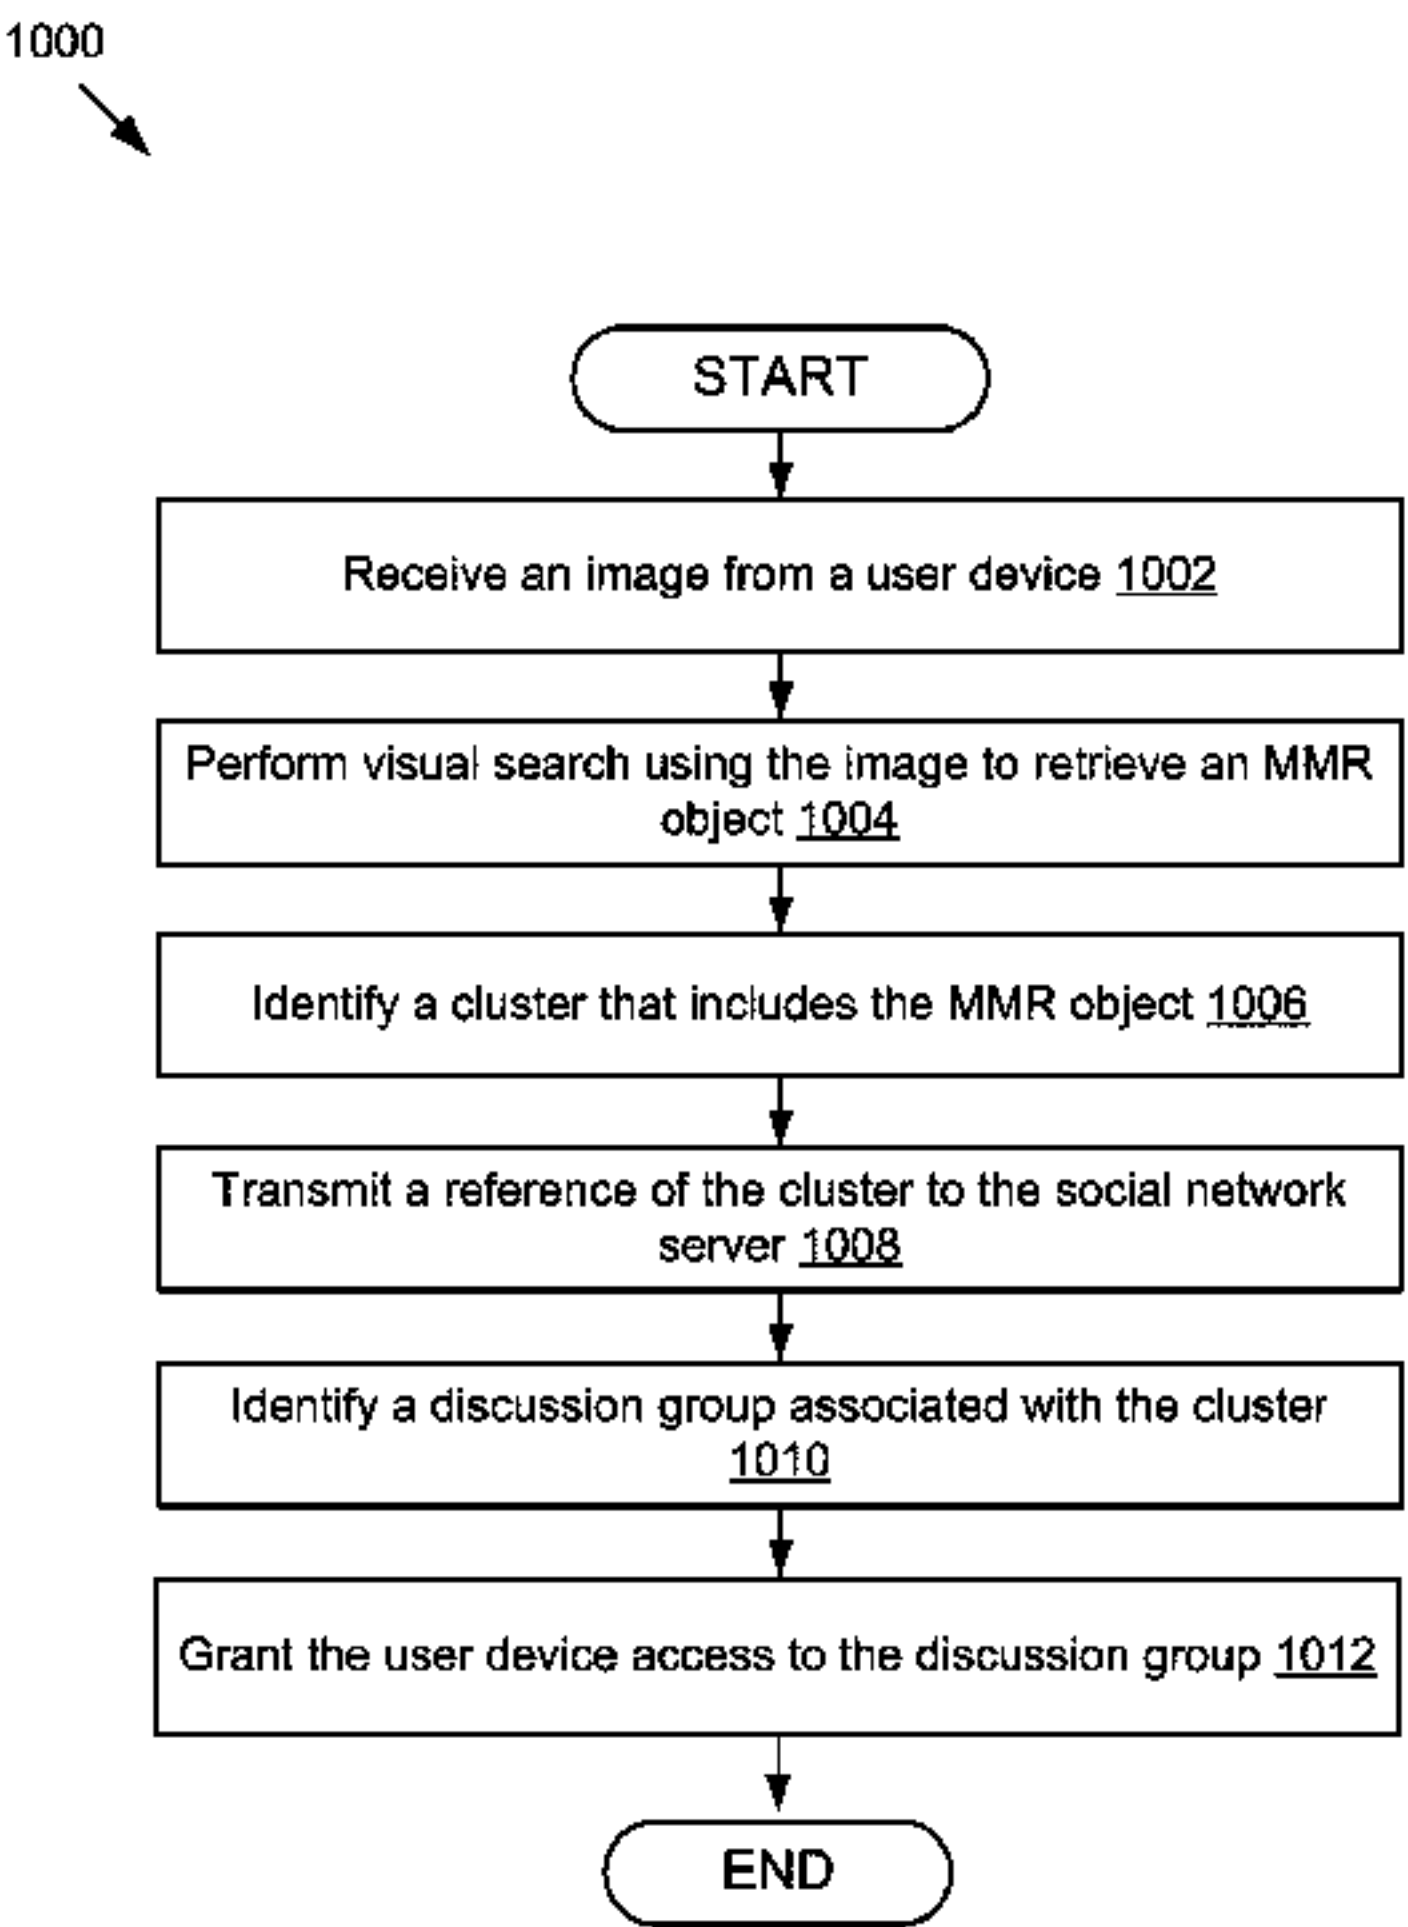 1000
START
Receive an image from a user device 1002
Perform visual search using the image to retrieve an MMR
object 1004
Identify a cluster that includes the MMR object 1006
Transmit a reference of the cluster to the social network
server 1008
Identify a discussion group associated with the cluster
1010
Grant the user device access to the discussion group 1012
END